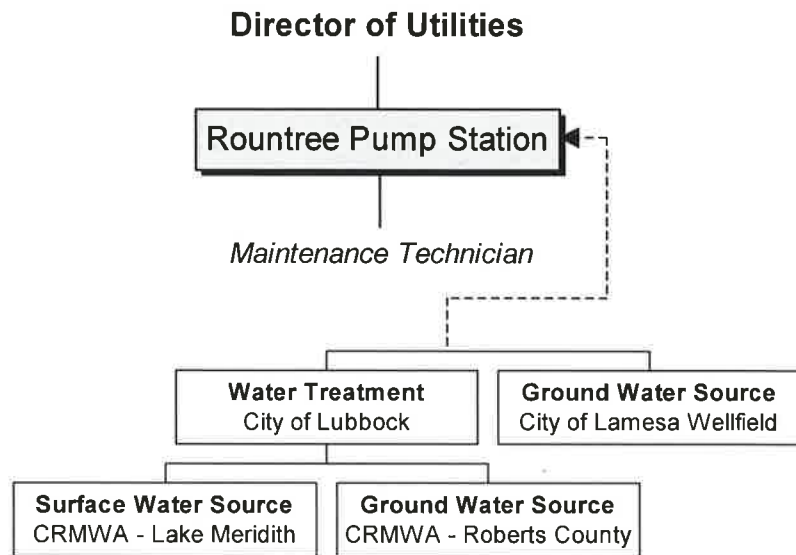 Director of Utilities
Rountree Pump Station
Maintenance Technician
Water Treatment
City of Lubbock
Ground Water Source
City of Lamesa Wellfield
Surface Water Source
CRMWA - Lake Meridith
Ground Water Source
CRMWA - Roberts County